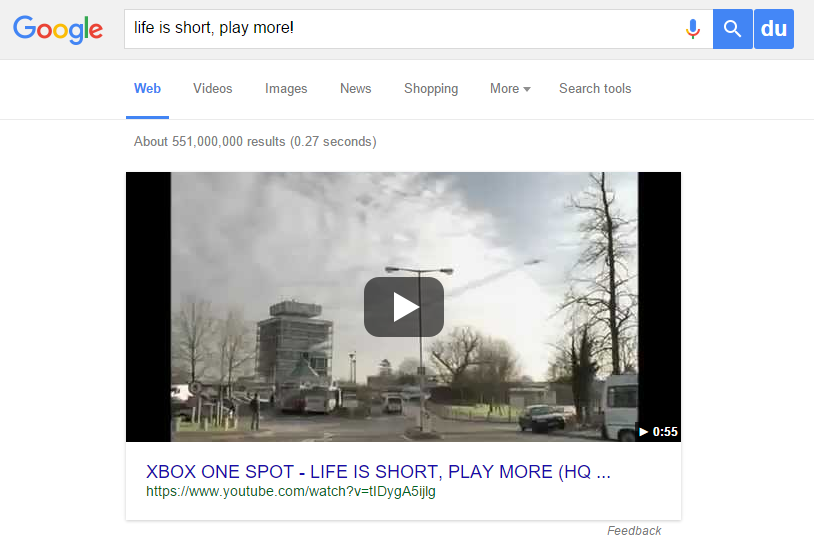 Google life is short, play more! du
Web Videos Images News Shopping More Search tools
About 551,000,000 results (0.27 seconds)
0:55
XBOX ONE SPOT - LIFE IS SHORT, PLAY MORE (HQ ...
https://www.youtube.com/watch?v=tIDygA5ijlg
Feedback